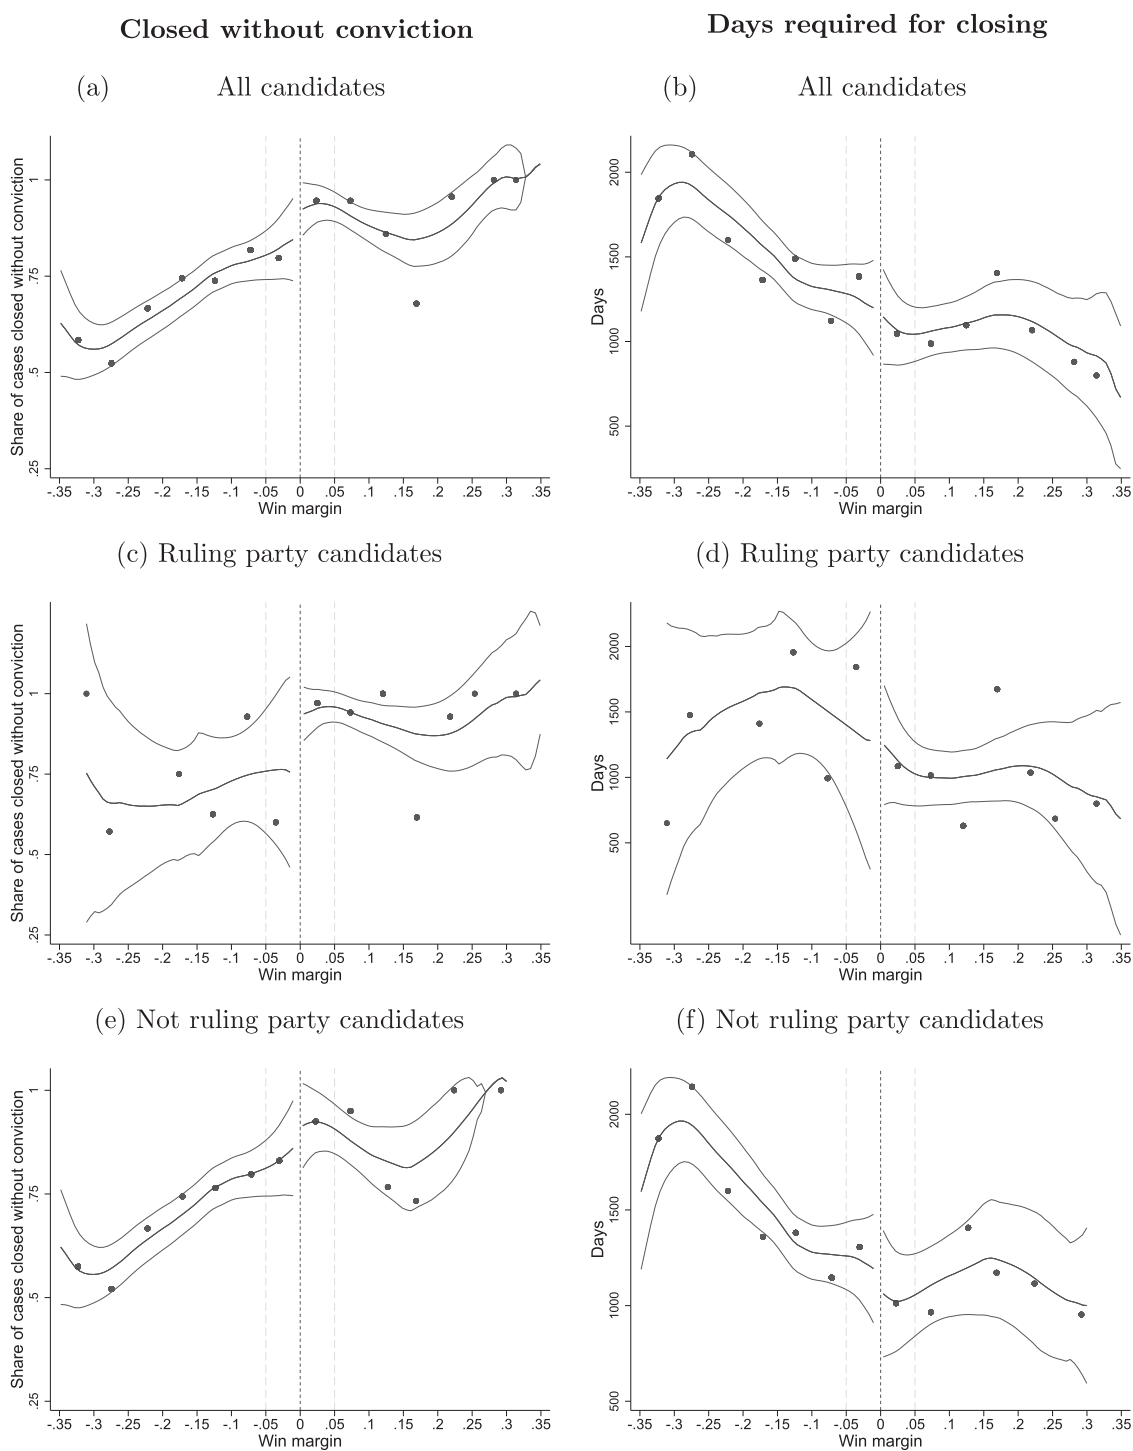 Closed without conviction
Days required for closing
(a) All candidates
(b) All candidates
Share of cases closed without conviction
1
.75
.5
.25
-.35 -.3 -.25 -.2 -.15 -.1 -.05 0 .05 .1 .15 .2 .25 .3 .35
Win margin
Days
2000
1500
1000
500
-.35 -.3 -.25 -.2 -.15 -.1 -.05 0 .05 .1 .15 .2 .25 .3 .35
Win margin
(c) Ruling party candidates
(d) Ruling party candidates
Share of cases closed without conviction
1
.75
.5
.25
-.35 -.3 -.25 -.2 -.15 -.1 -.05 0 .05 .1 .15 .2 .25 .3 .35
Win margin
Days
2000
1500
1000
500
-.35 -.3 -.25 -.2 -.15 -.1 -.05 0 .05 .1 .15 .2 .25 .3 .35
Win margin
(e) Not ruling party candidates
(f) Not ruling party candidates
Share of cases closed without conviction
1
.75
.5
.25
-.35 -.3 -.25 -.2 -.15 -.1 -.05 0 .05 .1 .15 .2 .25 .3 .35
Win margin
Days
2000
1500
1000
500
-.35 -.3 -.25 -.2 -.15 -.1 -.05 0 .05 .1 .15 .2 .25 .3 .35
Win margin